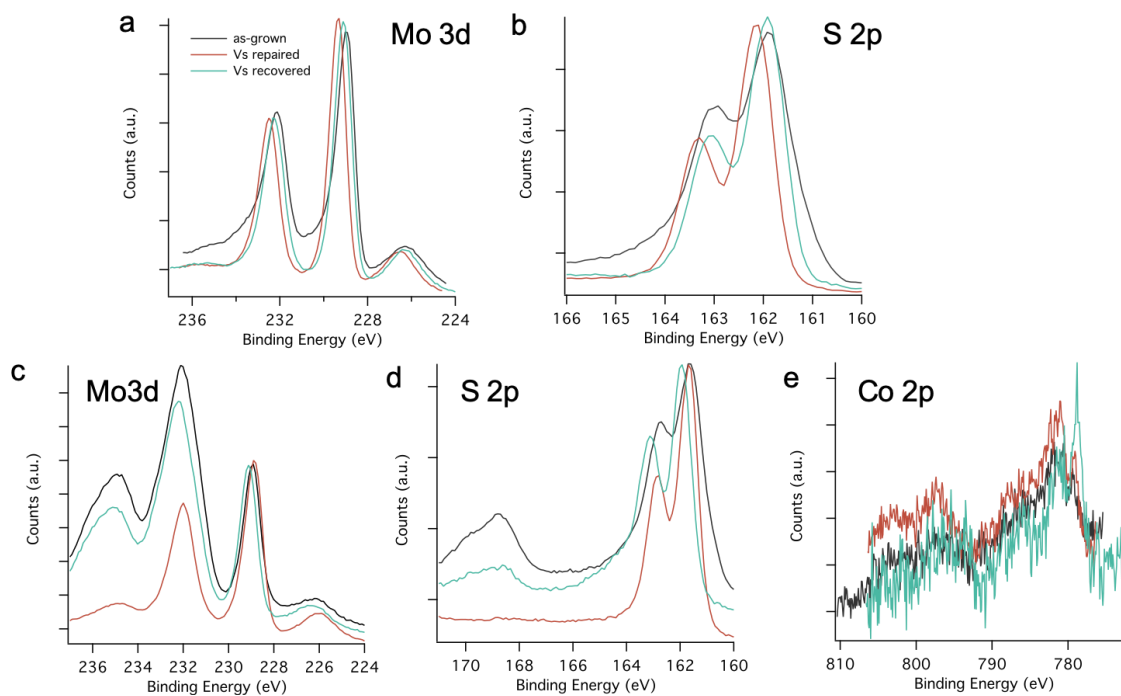 a
Mo 3d
as-grown
Vs repaired
Vs recovered
Counts (a.u.)
236 232 228 224
Binding Energy (eV)
b
S 2p
Counts (a.u.)
166 165 164 163 162 161 160
Binding Energy (eV)
c
Mo3d
Counts (a.u.)
236 234 232 230 228 226 224
Binding Energy (eV)
d
S 2p
Counts (a.u.)
170 168 166 164 162 160
Binding Energy (eV)
e
Co 2p
Counts (a.u.)
810 800 790 780
Binding Energy (eV)